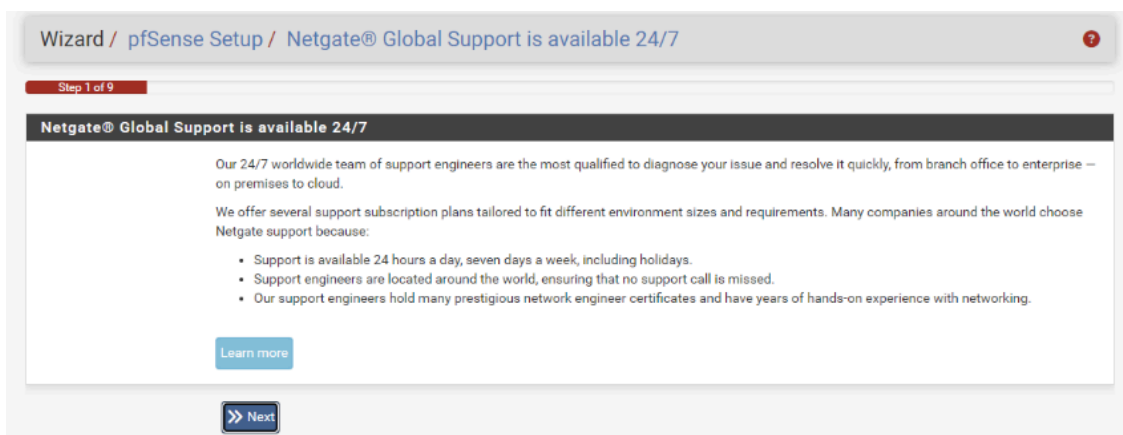 Wizard / pfSense Setup / Netgate® Global Support is available 24/7
Step 1 of 9
Netgate® Global Support is available 24/7
Our 24/7 worldwide team of support engineers are the most qualified to diagnose your issue and resolve it quickly, from branch office to enterprise —
on premises to cloud.
We offer several support subscription plans tailored to fit different environment sizes and requirements. Many companies around the world choose
Netgate support because:
• Support is available 24 hours a day, seven days a week, including holidays.
• Support engineers are located around the world, ensuring that no support call is missed.
• Our support engineers hold many prestigious network engineer certificates and have years of hands-on experience with networking.
Learn more
Next